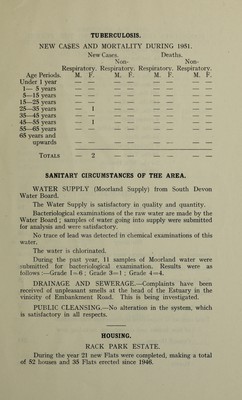 TUBERCULOSIS.
NEW CASES AND MORTALITY DURING 1951.
New Cases. Deaths.
Non- Non-
Respiratory. Respiratory. Respiratory. Respiratory.
Age Periods. M. F. M. F. M. F. M. F.
Under 1 year — — — — — — — —
1— 5 years — — — — — — — —
5—15 years — — — — — — — —
15—25 years — — — — — — — —
25—35 years — 1 — — — — — —
35—45 years — — — — — — — —
45—55 years — 1 — — — — — —
55—65 years — — — — — — — —
65 years and
upwards — — — — — — — —
TOTALS — 2 — — — — — —
SANITARY CIRCUMSTANCES OF THE AREA.
WATER SUPPLY (Moorland Supply) from South Devon
Water Board.
The Water Supply is satisfactory in quality and quantity.
Bacteriological examinations of the raw water are made by the
Water Board ; samples of water going into supply were submitted
for analysis and were satisfactory.
No trace of lead was detected in chemical examinations of this
water.
The water is chlorinated.
During the past year, 11 samples of Moorland water were
submitted for bacteriological examination. Results were as
follows :—Grade 1—6 ; Grade 3—1 ; Grade 4—4.
DRAINAGE AND SEWERAGE.—Complaints have been
received of unpleasant smells at the head of the Estuary in the
vinicity of Embankment Road. This is being investigated.
PUBLIC CLEANSING.—No alteration in the system, which
is satisfactory in all respects.
HOUSING.
RACK PARK ESTATE.
During the year 21 new Flats were completed, making a total
of 52 houses and 35 Flats erected since 1946.